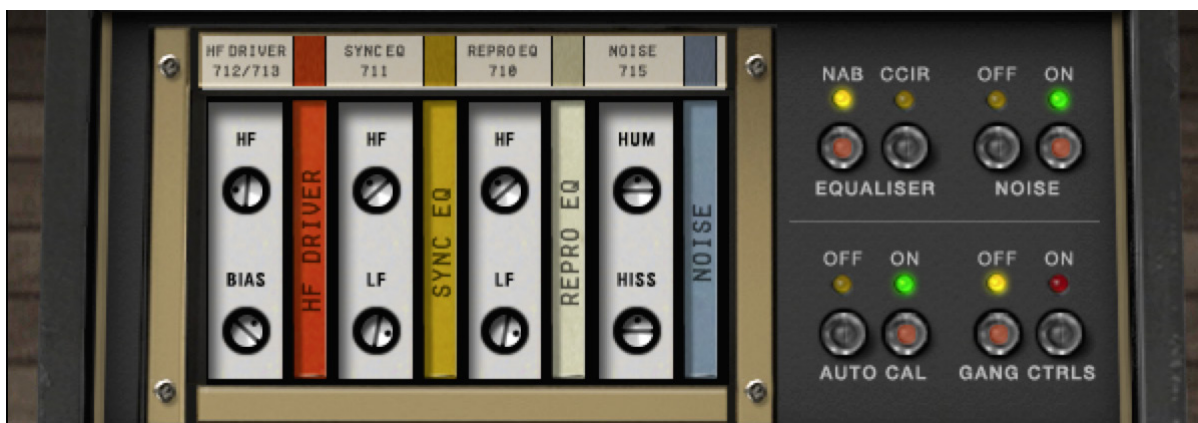 HF DRIVER
712/713
SYNC EQ
711
REPRO EQ
710
NOISE
715
HF
BIAS
HF DRIVER
HF
LF
SYNC EQ
HF
LF
REPRO EQ
HUM
HISS
NOISE
NAB CCIR
EQUALISER
OFF ON
NOISE
OFF ON
AUTO CAL
OFF ON
GANG CTRLS